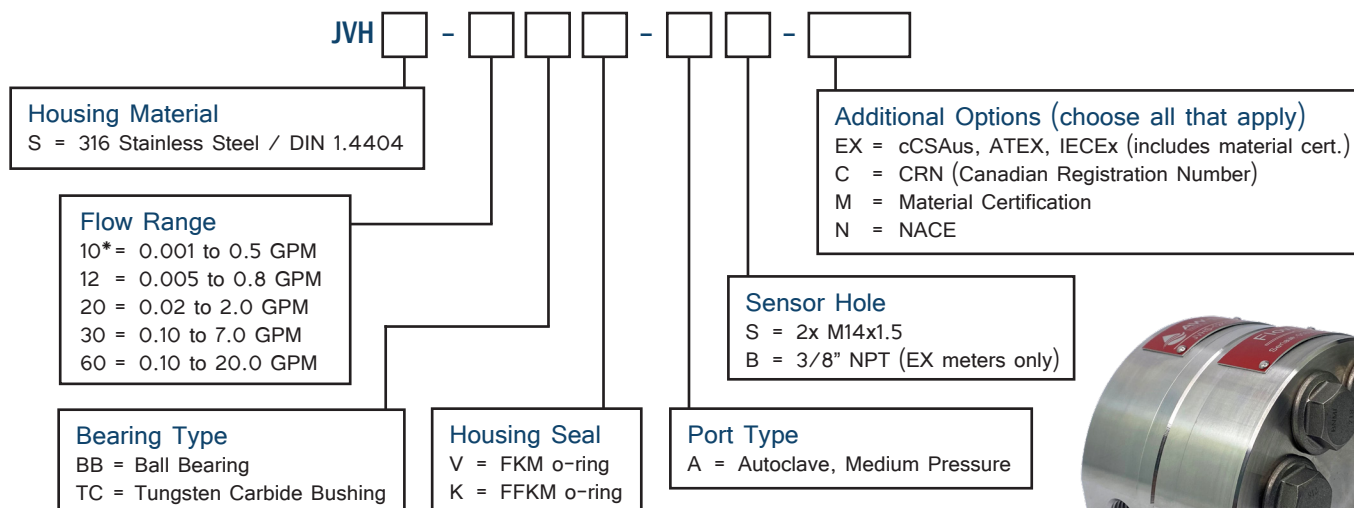 JVH - - -
Housing Material
S = 316 Stainless Steel / DIN 1.4404
Flow Range
10* = 0.001 to 0.5 GPM
12 = 0.005 to 0.8 GPM
20 = 0.02 to 2.0 GPM
30 = 0.10 to 7.0 GPM
60 = 0.10 to 20.0 GPM
Bearing Type
BB = Ball Bearing
TC = Tungsten Carbide Bushing
Housing Seal
V = FKM o-ring
K = FFKM o-ring
Port Type
A = Autoclave, Medium Pressure
Sensor Hole
S = 2x M14x1.5
B = 3/8” NPT (EX meters only)
Additional Options (choose all that apply)
EX = cCSAus, ATEX, IECEx (includes material cert.)
C = CRN (Canadian Registration Number)
M = Material Certification
N = NACE